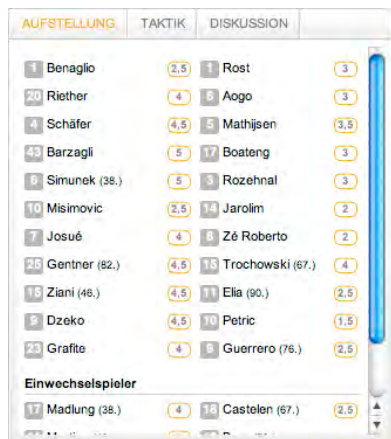 AUFSTELLUNG TAKTIK DISKUSSION
1 Benaglio 2,5 1 Rost 3
20 Riether 4 6 Aogo 3
4 Schäfer 4,5 5 Mathijsen 3,5
43 Barzagli 5 17 Boateng 3
6 Simunek (38.) 5 3 Rozehnal 3
10 Misimovic 2,5 14 Jarolim 2
7 Josué 4 8 Zé Roberto 2
25 Gentner (82.) 4,5 15 Trochowski (67.) 4
15 Ziani (46.) 4,5 11 Elia (90.) 2,5
9 Dzeko 4,5 10 Petric 1,5
23 Grafite 4 9 Guerrero (76.) 2,5
Einwechselspieler
17 Madlung (38.) 4 18 Castelen (67.) 2,5